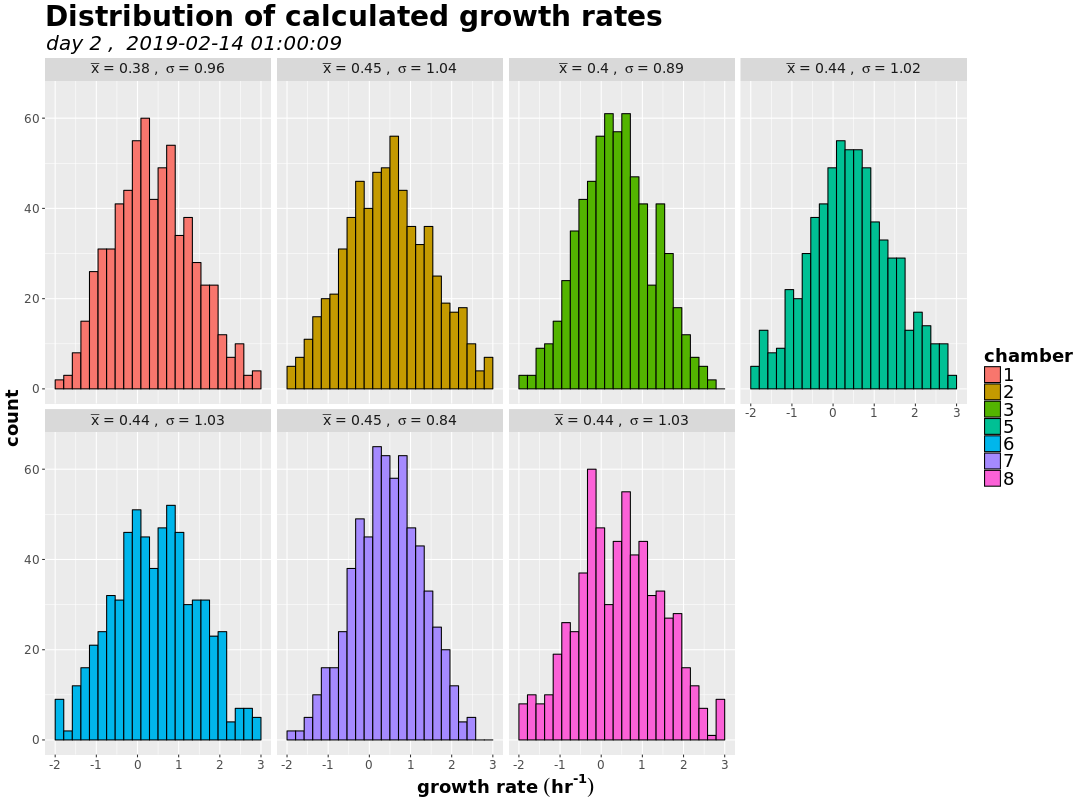 Distribution of calculated growth rates
day 2 , 2019-02-14 01:00:09
x̅ = 0.38 , σ = 0.96
x̅ = 0.45 , σ = 1.04
x̅ = 0.4 , σ = 0.89
x̅ = 0.44 , σ = 1.02
60
40
20
0
-2 -1 0 1 2 3
count
chamber
1
2
3
5
6
7
8
x̅ = 0.44 , σ = 1.03
x̅ = 0.45 , σ = 0.84
x̅ = 0.44 , σ = 1.03
60
40
20
0
-2 -1 0 1 2 3
-2 -1 0 1 2 3
-2 -1 0 1 2 3
growth rate (hr⁻¹)